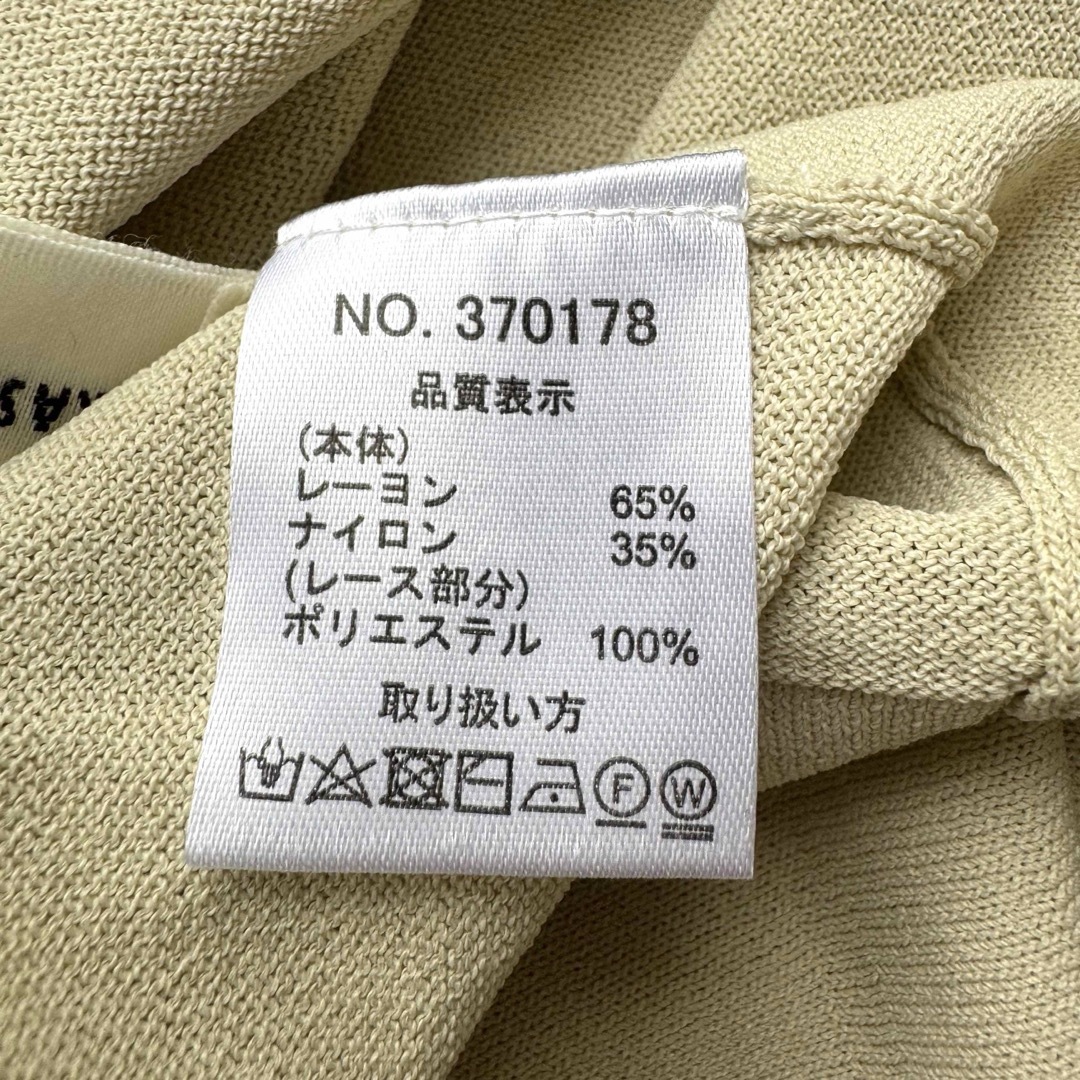 NO. 370178
品質表示
(本体)
レーヨン 65%
ナイロン 35%
(レース部分)
ポリエステル 100%
取り扱い方
F W